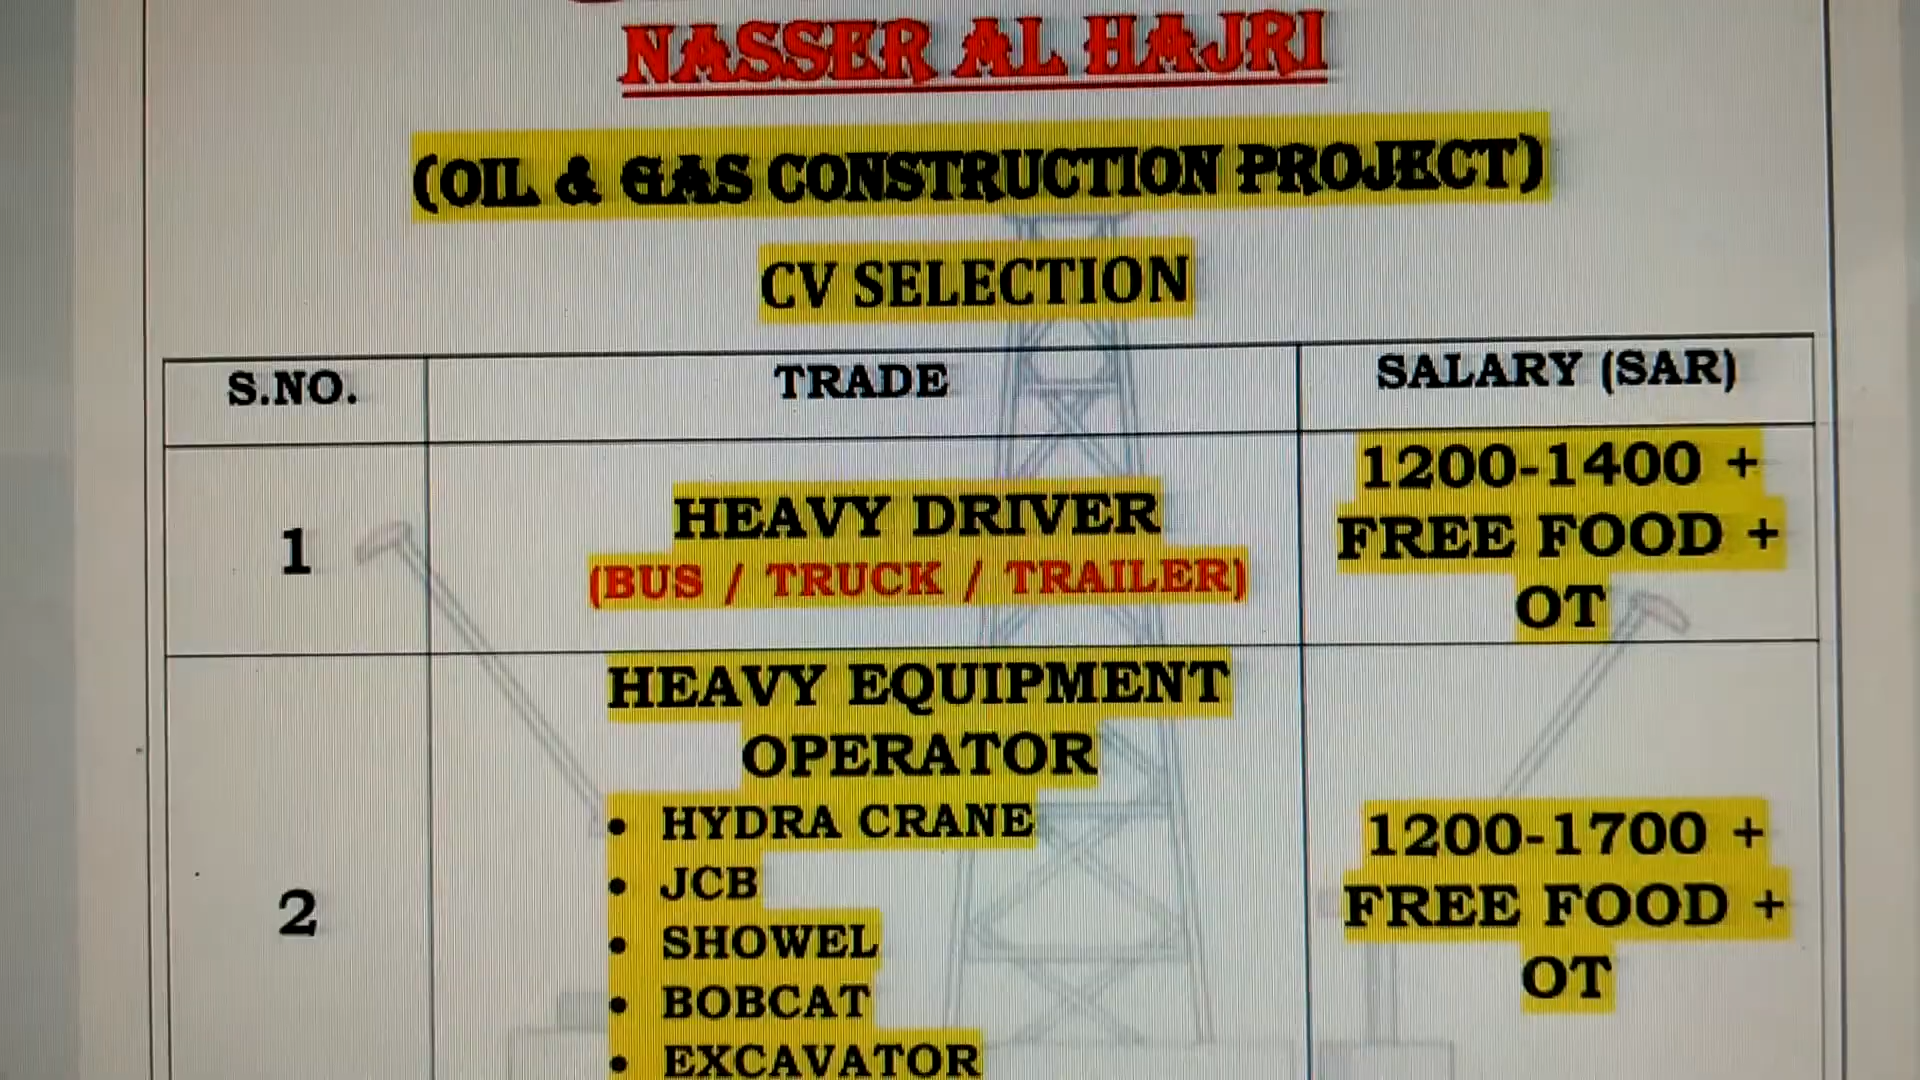 NASSER AL HAJRI
(OIL & GAS CONSTRUCTION PROJECT)
CV SELECTION
S.NO. TRADE SALARY (SAR)
1
HEAVY DRIVER
(BUS / TRUCK / TRAILER)
1200-1400 +
FREE FOOD +
OT
2
HEAVY EQUIPMENT
OPERATOR
• HYDRA CRANE
• JCB
• SHOWEL
• BOBCAT
• EXCAVATOR
1200-1700 +
FREE FOOD +
OT